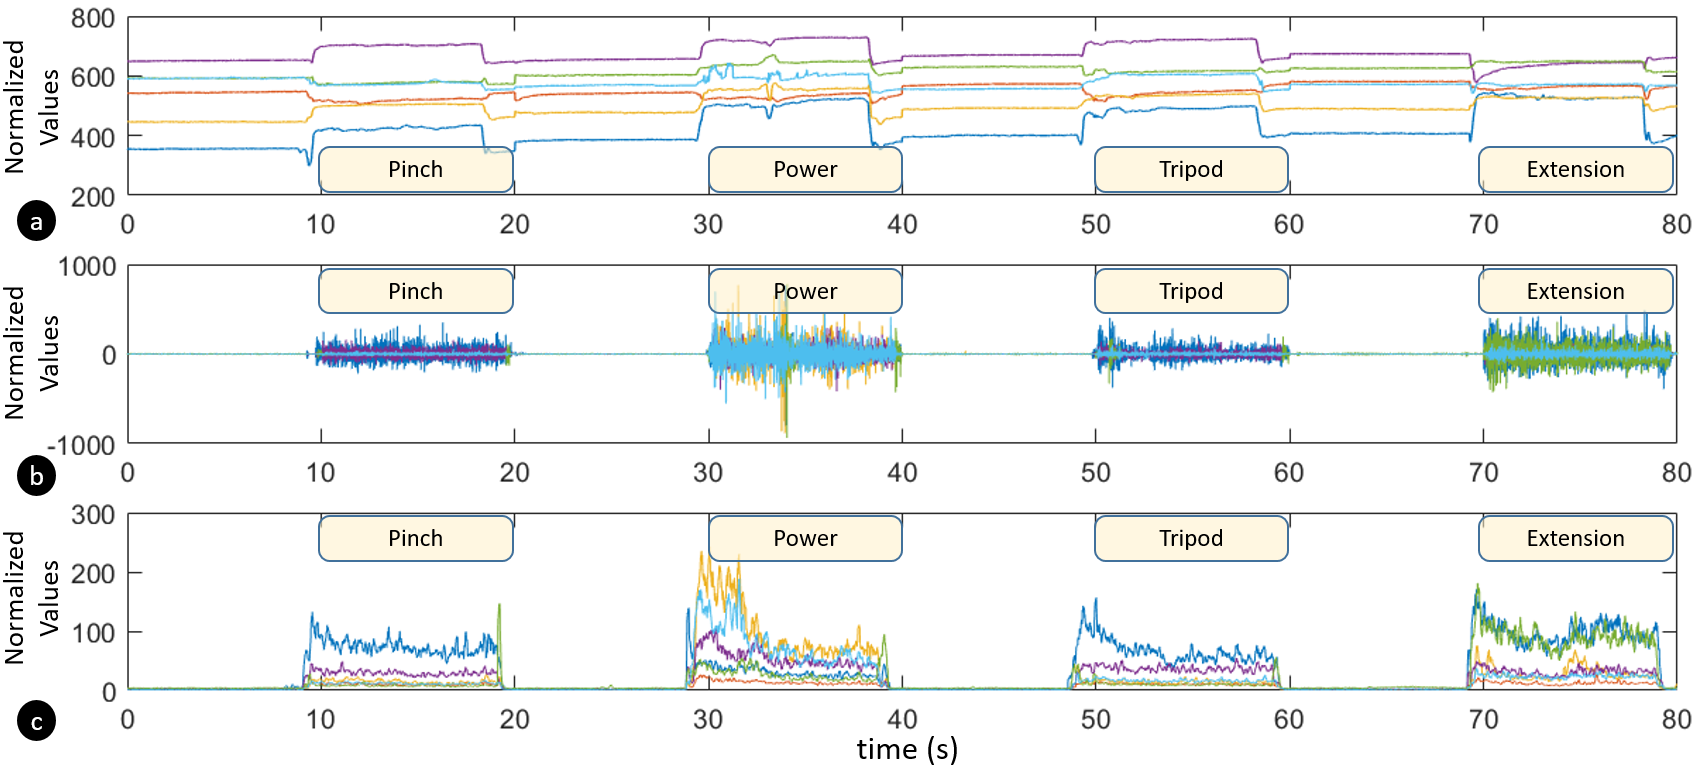 800
600
400
200
Normalized
Values
Pinch
Power
Tripod
Extension
0 10 20 30 40 50 60 70 80
a
1000
0
-1000
Normalized
Values
Pinch
Power
Tripod
Extension
0 10 20 30 40 50 60 70 80
b
300
200
100
0
Normalized
Values
Pinch
Power
Tripod
Extension
0 10 20 30 40 50 60 70 80
c
time (s)